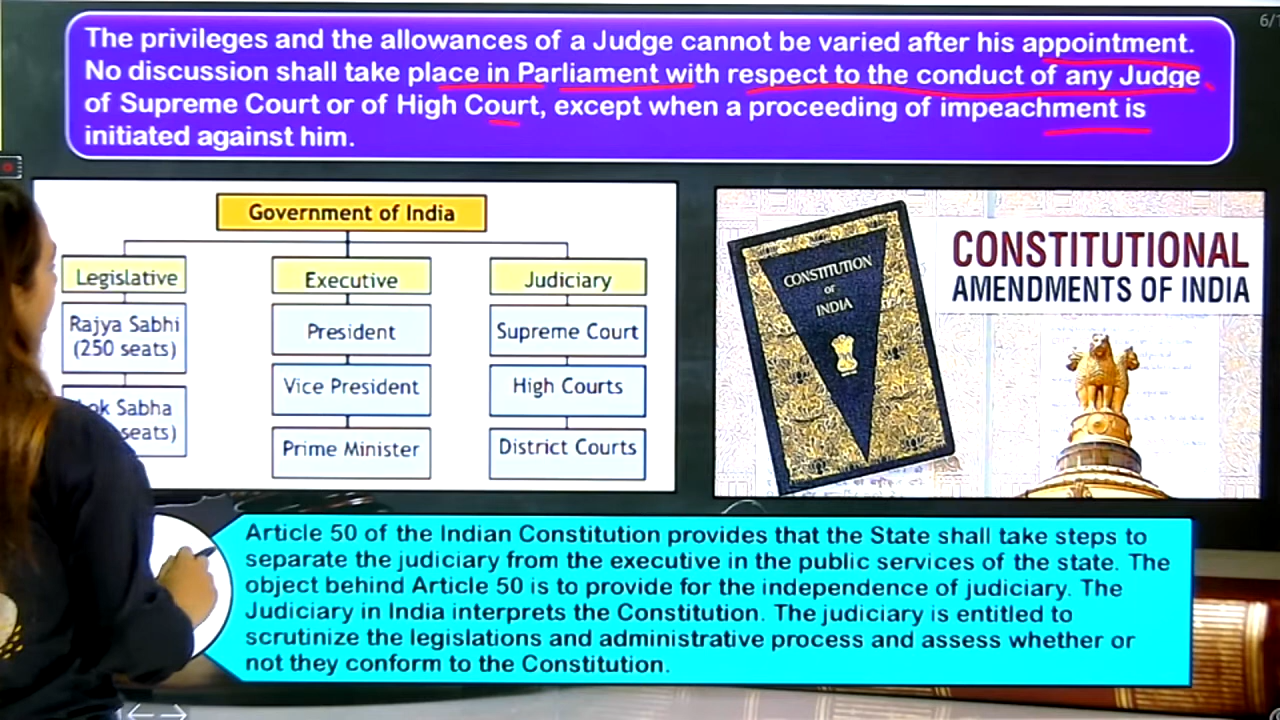 6/
The privileges and the allowances of a Judge cannot be varied after his appointment.
No discussion shall take place in Parliament with respect to the conduct of any Judge
of Supreme Court or of High Court, except when a proceeding of impeachment is
initiated against him.
Government of India
Legislative
Rajya Sabhi
(250 seats)
ok Sabha
seats)
Executive
President
Vice President
Prime Minister
Judiciary
Supreme Court
High Courts
District Courts
CONSTITUTION
OF
INDIA
CONSTITUTIONAL
AMENDMENTS OF INDIA
Article 50 of the Indian Constitution provides that the State shall take steps to
separate the judiciary from the executive in the public services of the state. The
object behind Article 50 is to provide for the independence of judiciary. The
Judiciary in India interprets the Constitution. The judiciary is entitled to
scrutinize the legislations and administrative process and assess whether or
not they conform to the Constitution.